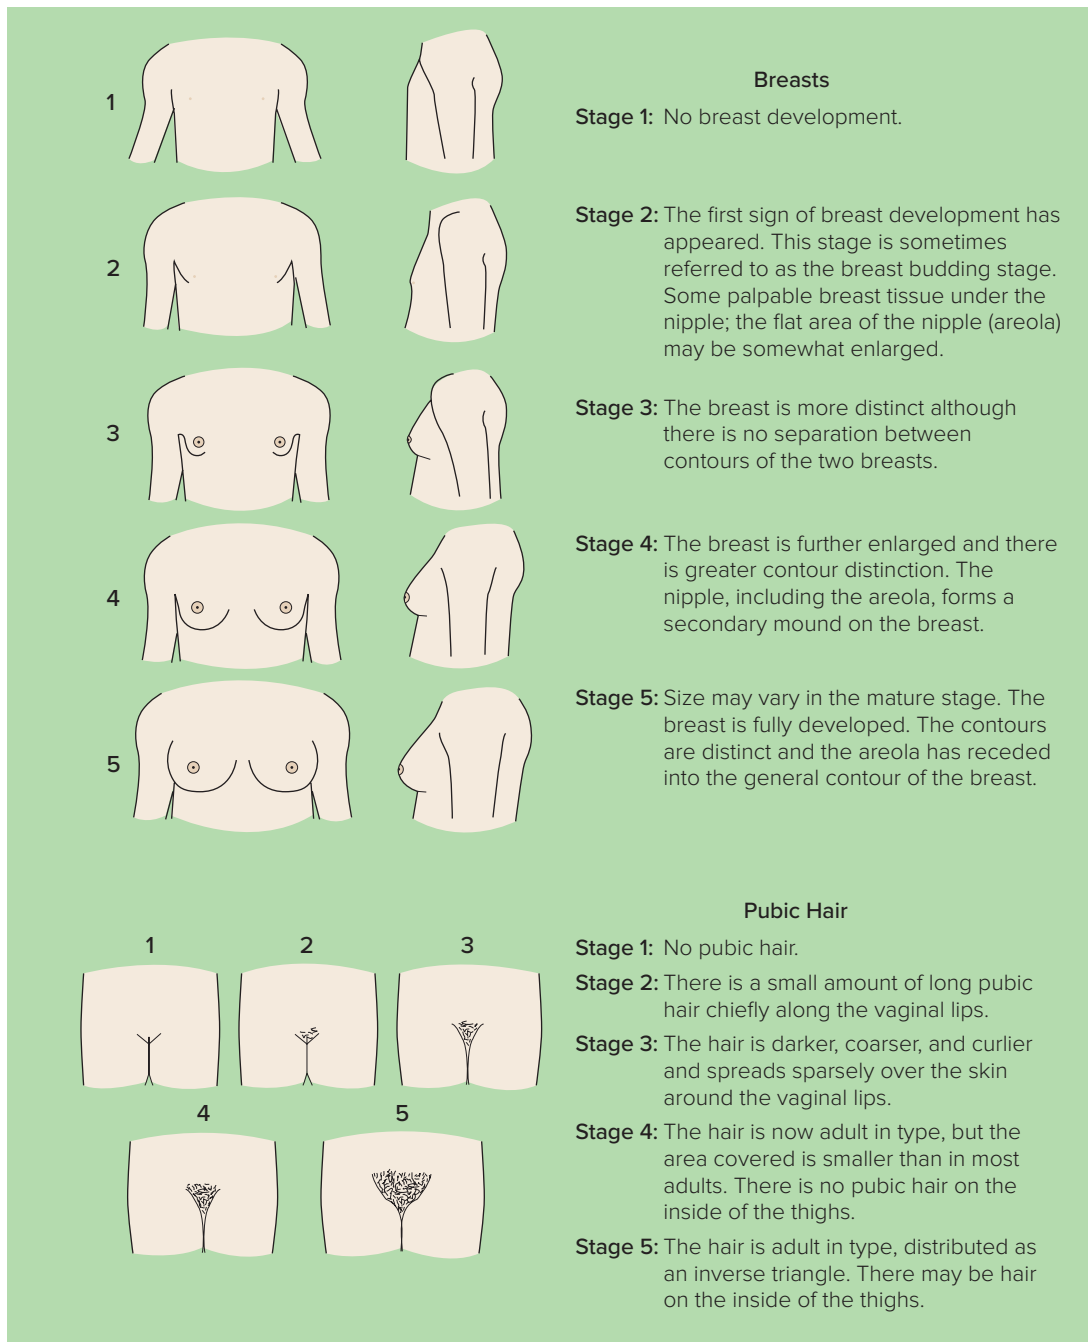 Breasts
1
Stage 1: No breast development.
2
Stage 2: The first sign of breast development has
appeared. This stage is sometimes
referred to as the breast budding stage.
Some palpable breast tissue under the
nipple; the flat area of the nipple (areola)
may be somewhat enlarged.
3
Stage 3: The breast is more distinct although
there is no separation between
contours of the two breasts.
4
Stage 4: The breast is further enlarged and there
is greater contour distinction. The
nipple, including the areola, forms a
secondary mound on the breast.
5
Stage 5: Size may vary in the mature stage. The
breast is fully developed. The contours
are distinct and the areola has receded
into the general contour of the breast.
Pubic Hair
1 2 3
4 5
Stage 1: No pubic hair.
Stage 2: There is a small amount of long pubic
hair chiefly along the vaginal lips.
Stage 3: The hair is darker, coarser, and curlier
and spreads sparsely over the skin
around the vaginal lips.
Stage 4: The hair is now adult in type, but the
area covered is smaller than in most
adults. There is no pubic hair on the
inside of the thighs.
Stage 5: The hair is adult in type, distributed as
an inverse triangle. There may be hair
on the inside of the thighs.